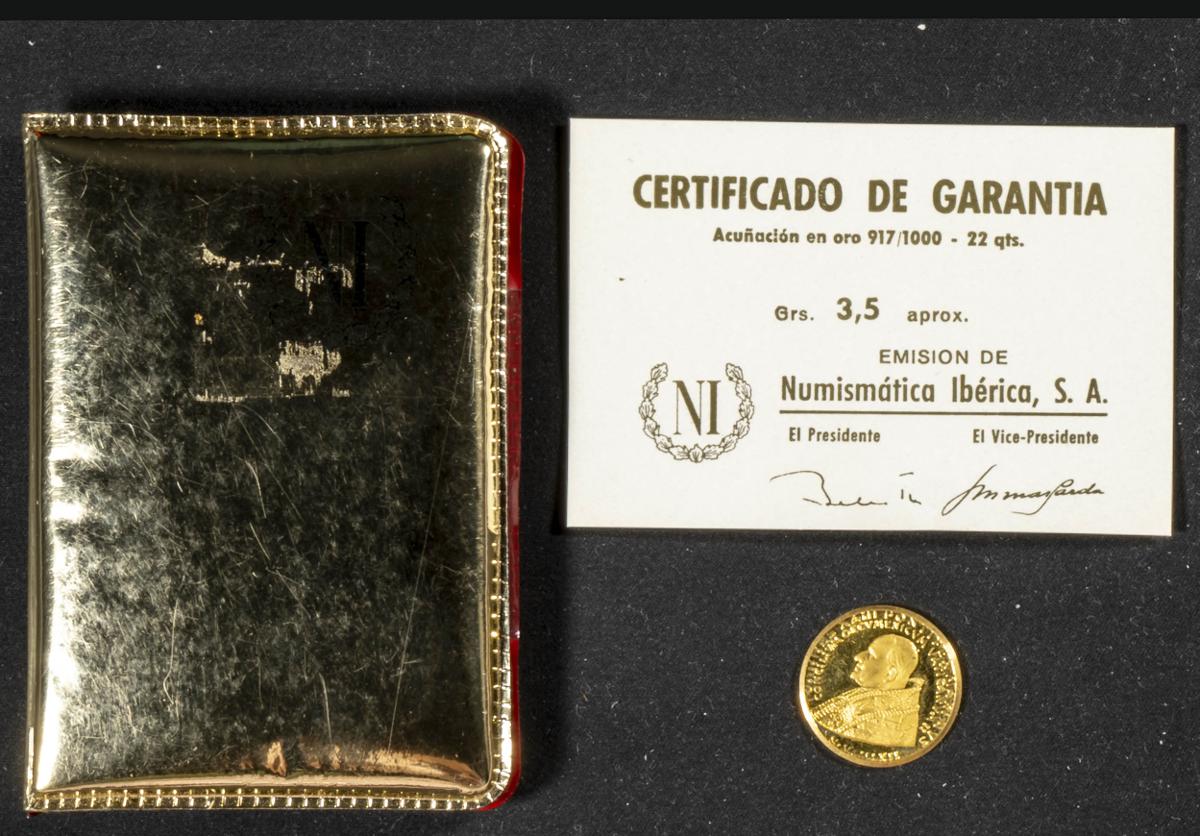 NI
CERTIFICADO DE GARANTIA
Acuñación en oro 917/1000 - 22 qts.
Grs. 3,5 aprox.
EMISION DE
NI
Numismática Ibérica, S. A.
El Presidente El Vice-Presidente